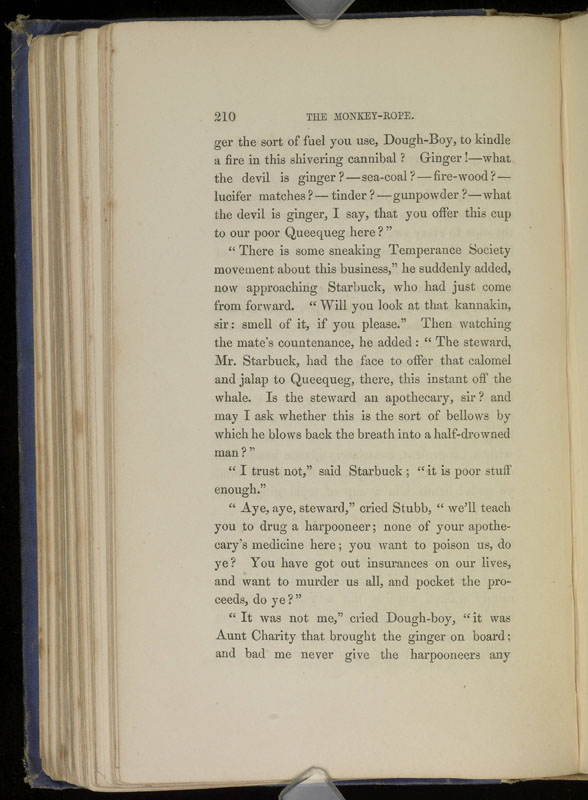 210 THE MONKEY-ROPE.
ger the sort of fuel you use, Dough-Boy, to kindle
a fire in this shivering cannibal? Ginger!—what
the devil is ginger?—sea-coal?—fire-wood?—
lucifer matches?—tinder?—gunpowder?—what
the devil is ginger, I say, that you offer this cup
to our poor Queequeg here?"
"There is some sneaking Temperance Society
movement about this business," he suddenly added,
now approaching Starbuck, who had just come
from forward. "Will you look at that kannakin,
sir: smell of it, if you please." Then watching
the mate's countenance, he added: "The steward,
Mr. Starbuck, had the face to offer that calomel
and jalap to Queequeg, there, this instant off the
whale. Is the steward an apothecary, sir? and
may I ask whether this is the sort of bellows by
which he blows back the breath into a half-drowned
man?"
"I trust not," said Starbuck; "it is poor stuff
enough."
"Aye, aye, steward," cried Stubb, "we'll teach
you to drug a harpooneer; none of your apothe-
cary's medicine here; you want to poison us, do
ye? You have got out insurances on our lives,
and want to murder us all, and pocket the pro-
ceeds, do ye?"
"It was not me," cried Dough-boy, "it was
Aunt Charity that brought the ginger on board;
and bad me never give the harpooneers any